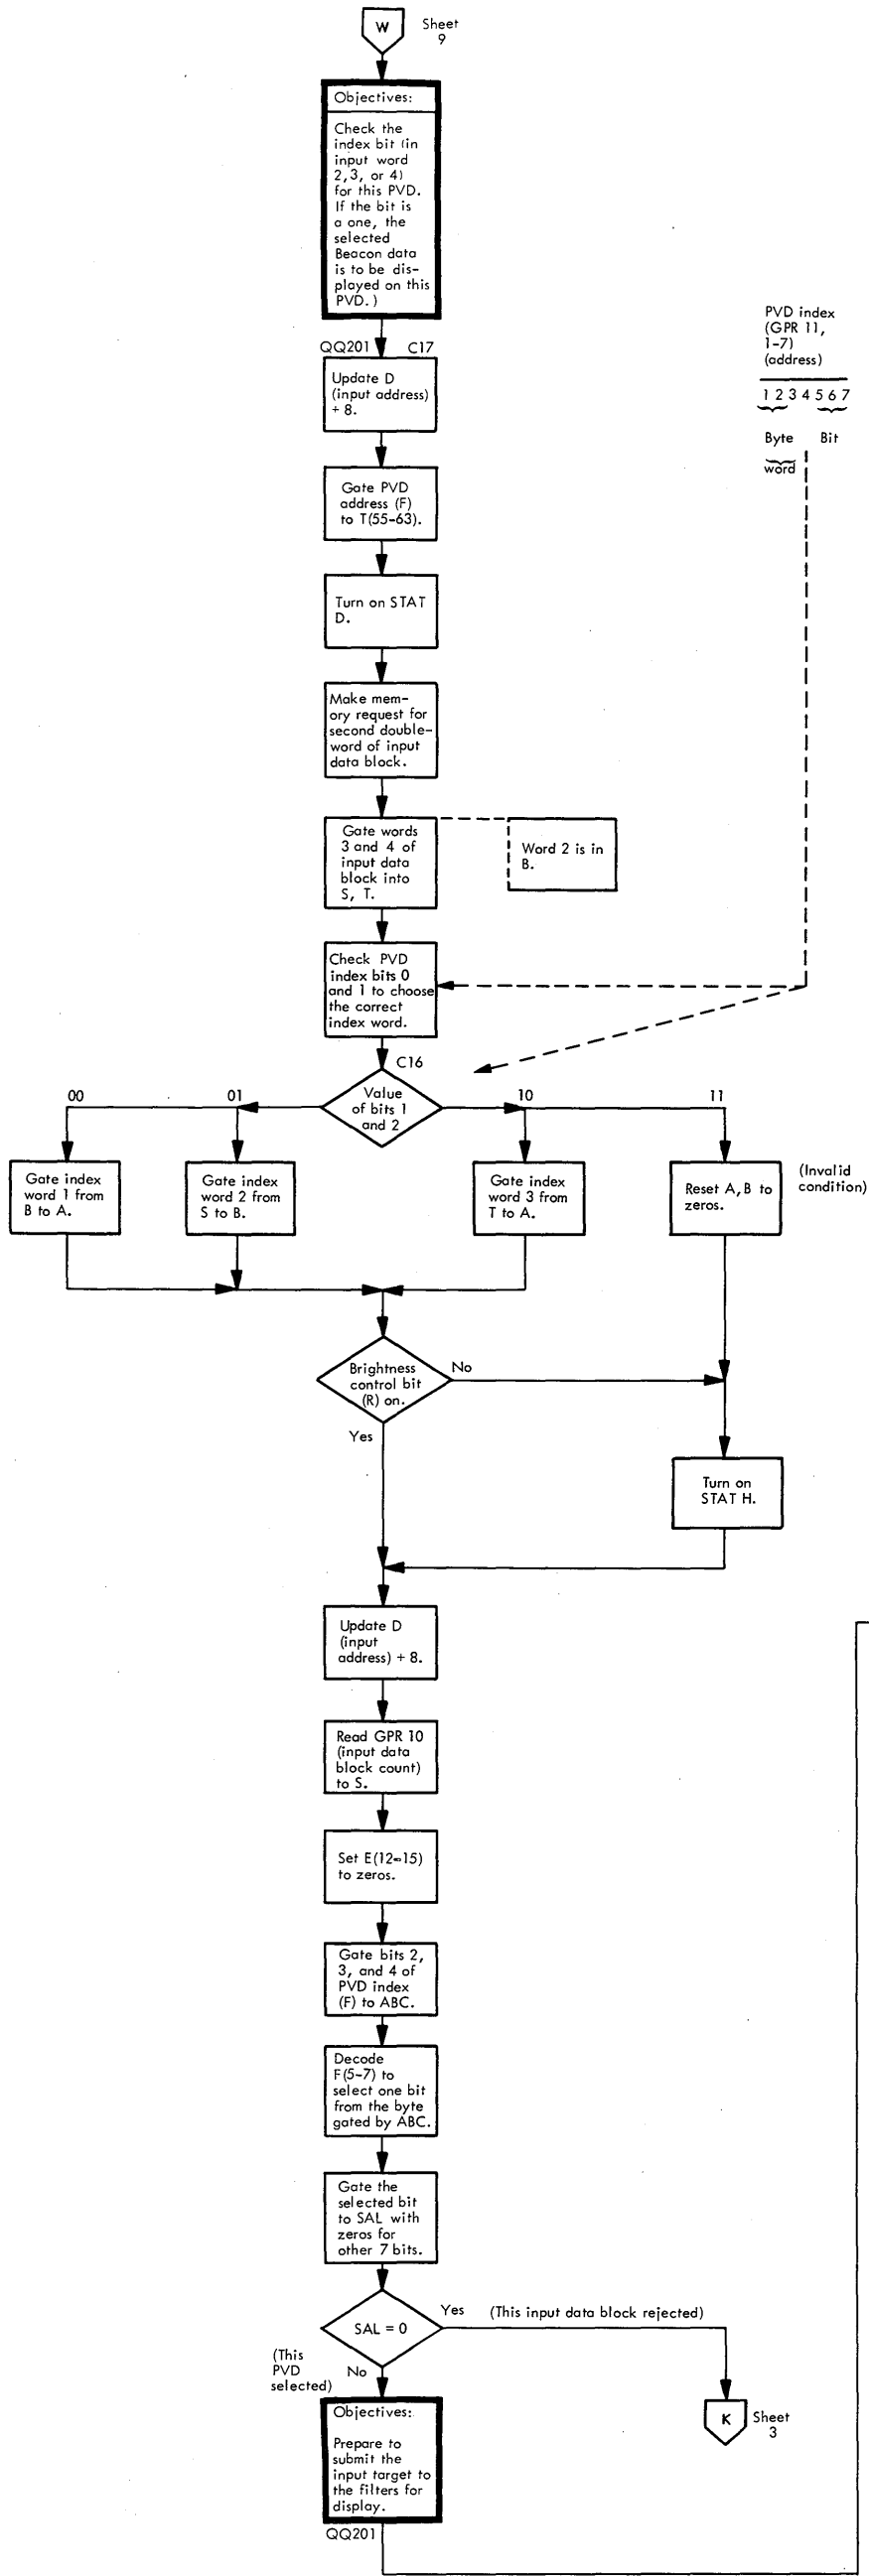 W
Sheet
9
Objectives:
Check the
index bit (in
input word
2,3, or 4)
for this PVD.
If the bit is
a one, the
selected
Beacon data
is to be dis-
played on this
PVD.)
PVD index
(GPR 11,
1-7)
(address)
1 2 3 4 5 6 7
Byte Bit
word
QQ201 C17
Update D
(input address)
+ 8.
Gate PVD
address (F)
to T(55-63).
Turn on STAT
D.
Make mem-
ory request for
second double-
word of input
data block.
Gate words
3 and 4 of
input data
block into
S, T.
Word 2 is in
B.
Check PVD
index bits 0
and 1 to choose
the correct
index word.
C16
Value
of bits 1
and 2
00 01 10 11
Gate index
word 1 from
B to A.
Gate index
word 2 from
S to B.
Gate index
word 3 from
T to A.
Reset A,B to
zeros.
(Invalid
condition)
Brightness
control bit
(R) on.
No
Yes
Turn on
STAT H.
Update D
(input
address) + 8.
Read GPR 10
(input data
block count)
to S.
Set E(12-15)
to zeros.
Gate bits 2,
3, and 4 of
PVD index
(F) to ABC.
Decode
F(5-7) to
select one bit
from the byte
gated by ABC.
Gate the
selected bit
to SAL with
zeros for
other 7 bits.
SAL = 0
Yes (This input data block rejected)
(This
PVD
selected)
No
K
Sheet
3
Objectives:
Prepare to
submit the
input target to
the filters for
display.
QQ201